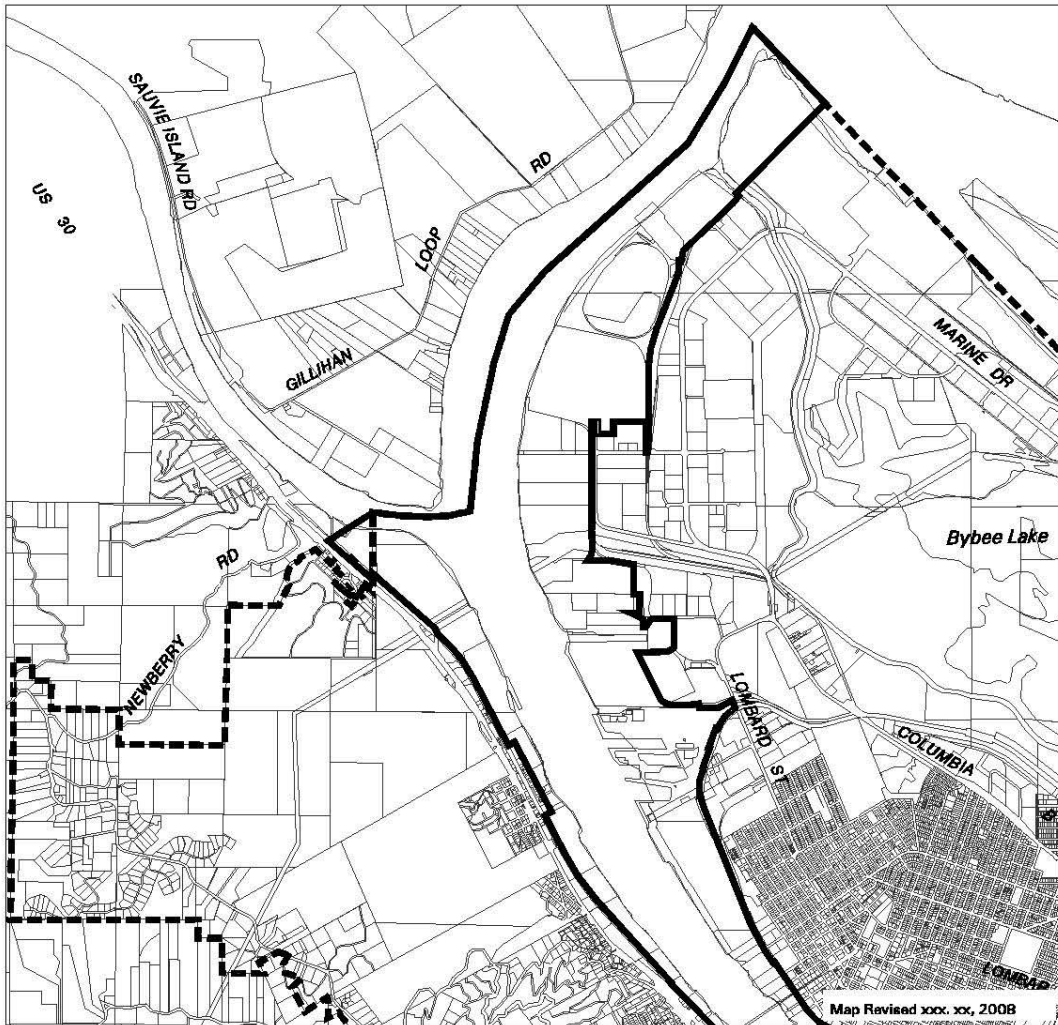 SAUVIE ISLAND RD
US 30
RD
LOOP
GILLIHAN
MARINE DR
Bybee Lake
RD
NEWBERRY
LOMBARD ST
COLUMBIA
LOMBAR
Map Revised xxx. xx, 2008